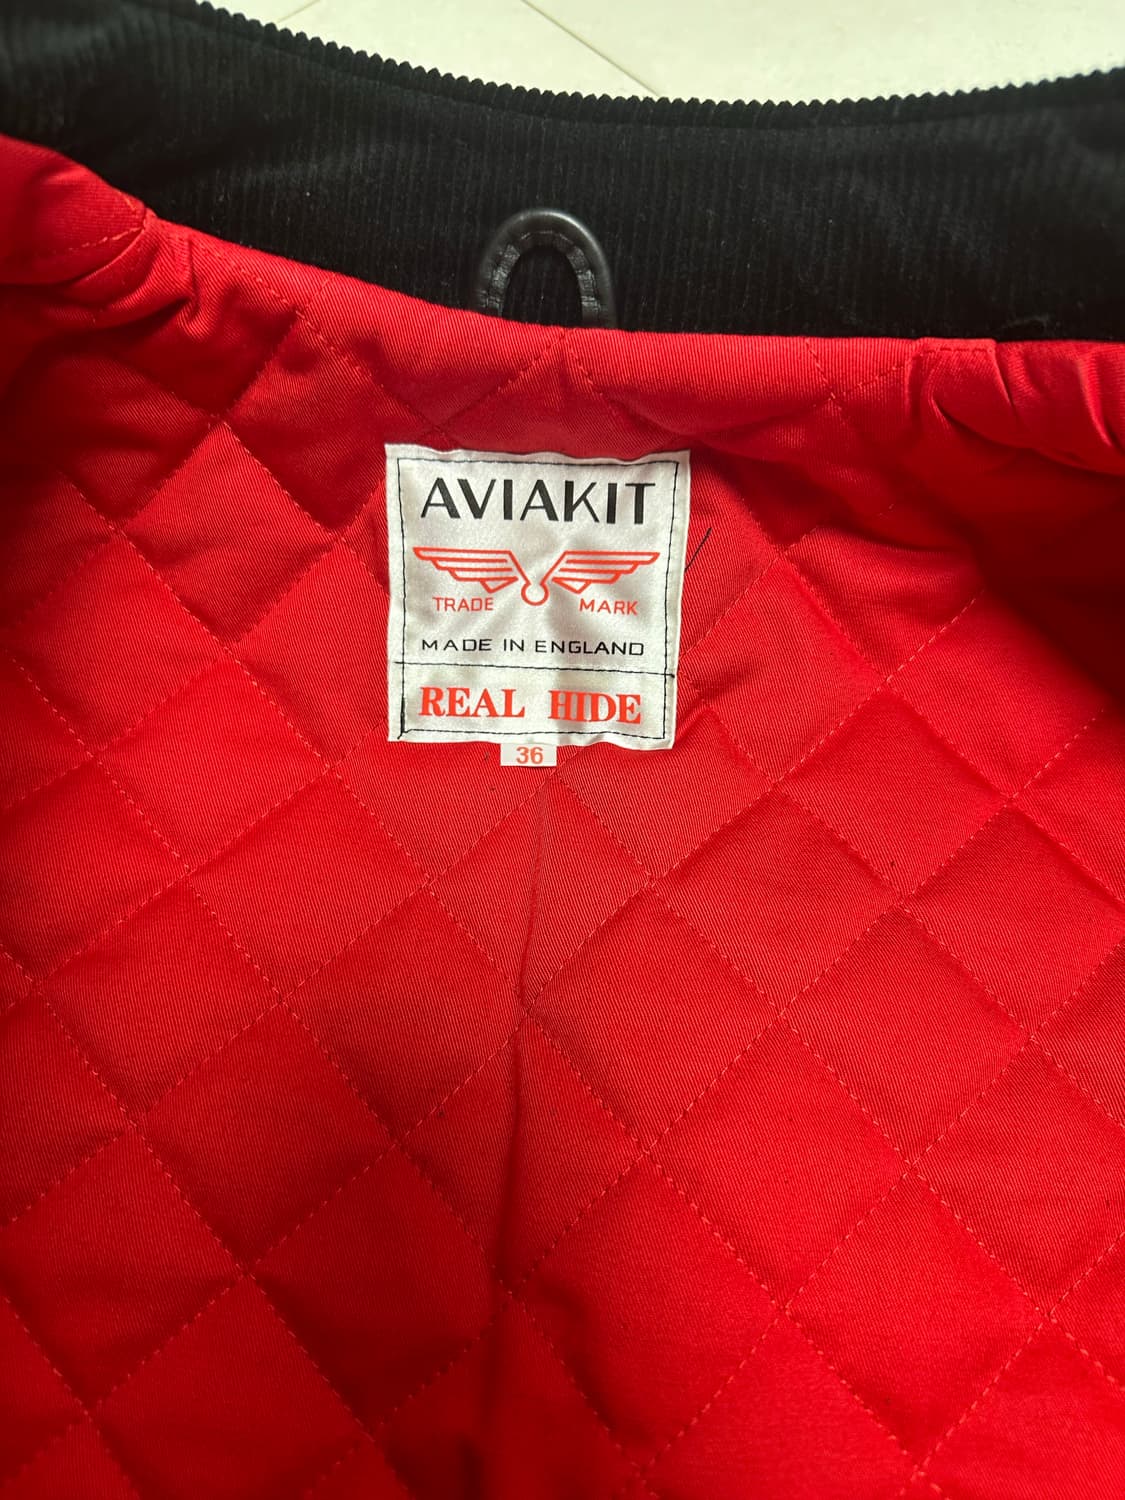 AVIAKIT
TRADE MARK
MADE IN ENGLAND
REAL HIDE
36